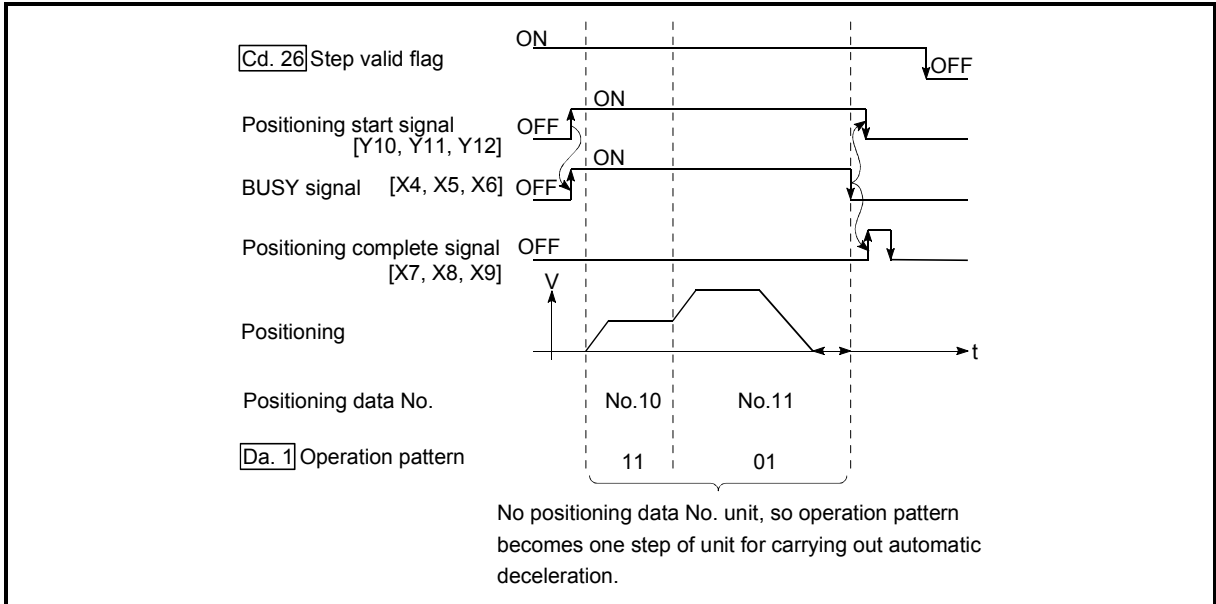 ON
Cd. 26 Step valid flag
OFF
ON
Positioning start signal
OFF
[Y10, Y11, Y12]
ON
BUSY signal [X4, X5, X6] OFF
Positioning complete signal OFF
[X7, X8, X9]
V
Positioning
t
Positioning data No. No.10 No.11
Da. 1 Operation pattern 11 01
No positioning data No. unit, so operation pattern
becomes one step of unit for carrying out automatic
deceleration.